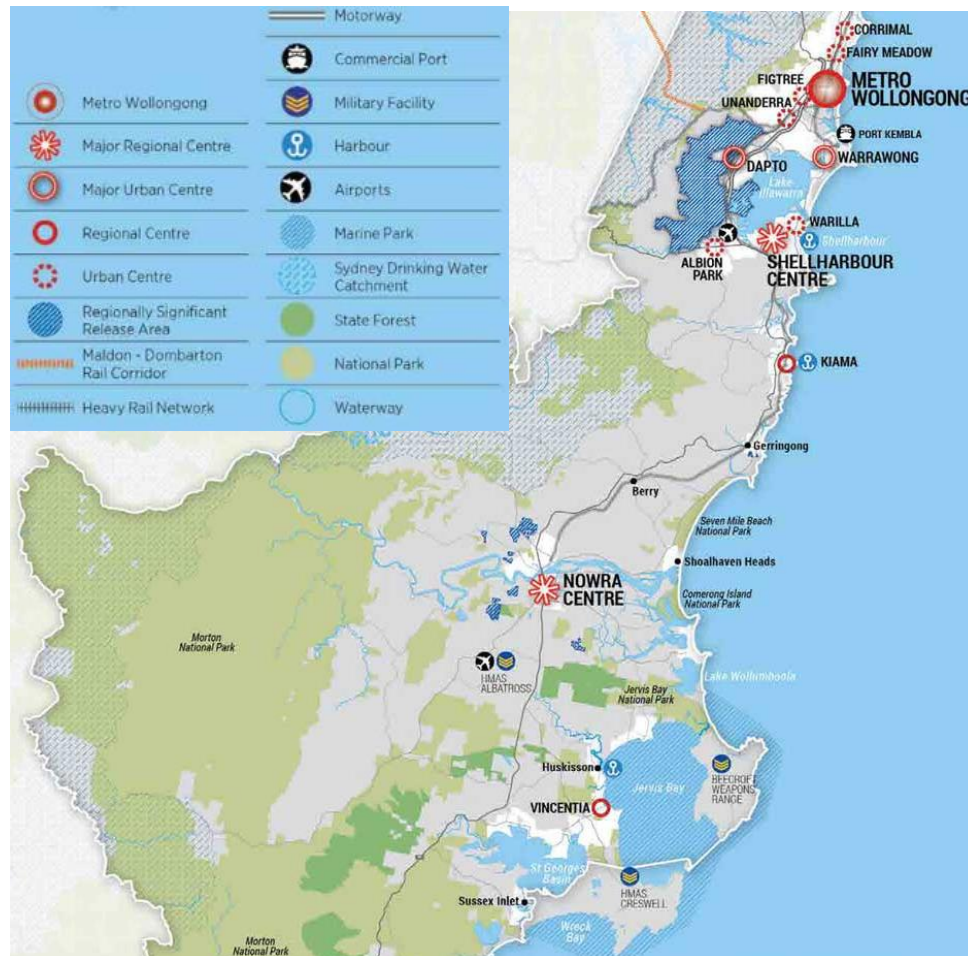 Motorway
Commercial Port
Metro Wollongong
Military Facility
Major Regional Centre
Harbour
Major Urban Centre
Airports
Regional Centre
Marine Park
Urban Centre
Sydney Drinking Water
Catchment
Regionally Significant
Release Area
State Forest
Maldon - Dombarton
Rail Corridor
National Park
Heavy Rail Network
Waterway
CORRIMAL
FAIRY MEADOW
FIGTREE
METRO
WOLLONGONG
UNANDERRA
PORT KEMBLA
DAPTO
WARRAWONG
Lake
Illawarra
WARILLA
Shellharbour
ALBION
PARK
SHELLHARBOUR
CENTRE
KIAMA
Gerringong
Berry
Seven Mile Beach
National Park
Shoalhaven Heads
NOWRA
CENTRE
Comerong Island
National Park
Morton
National Park
HMAS
ALBATROSS
Lake Wollumboola
Jervis Bay
National Park
Huskisson
Jervis Bay
BEECROFT
WEAPONS
RANGE
VINCENTIA
St Georges
Basin
HMAS
CRESWELL
Sussex Inlet
Wreck
Bay
Morton
National Park